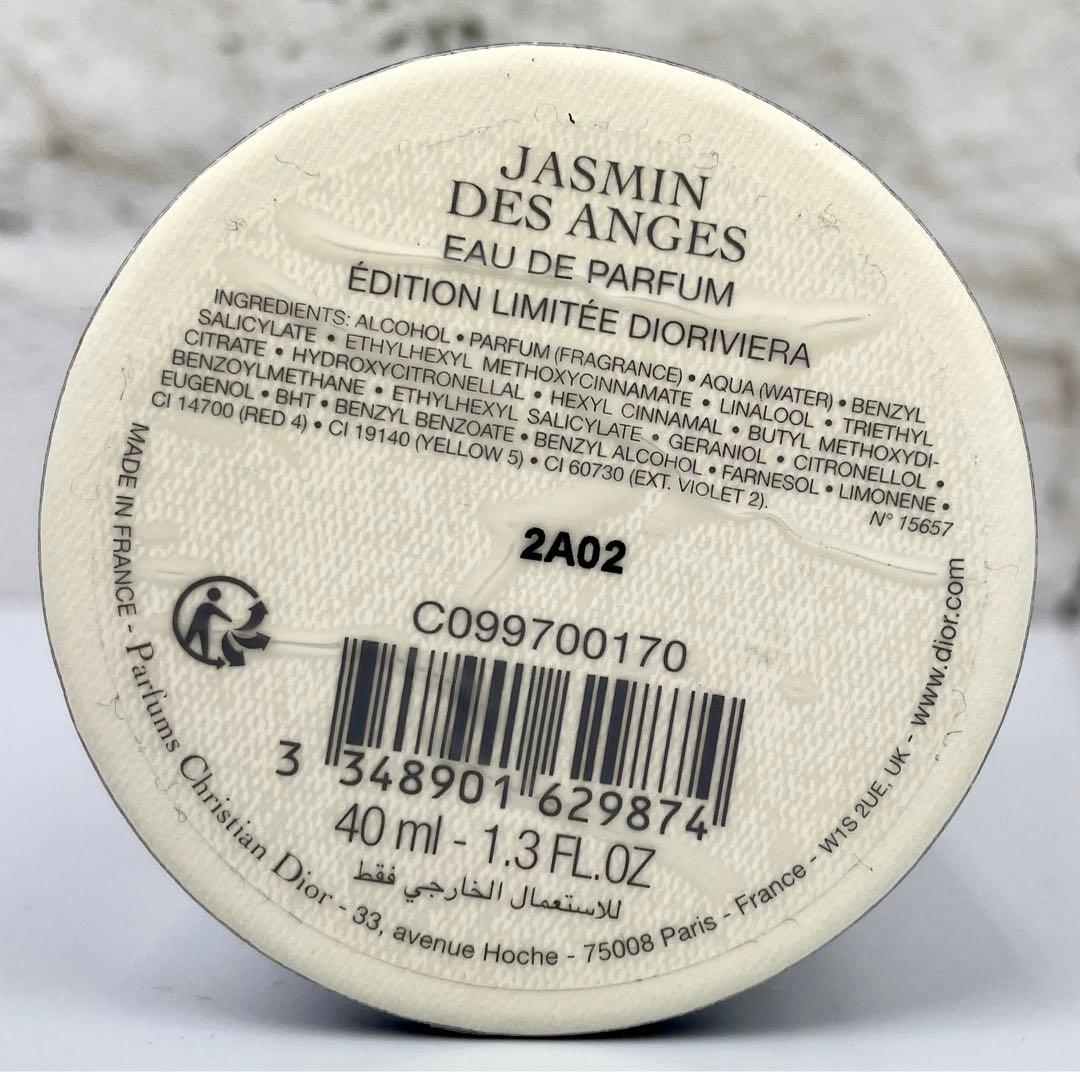 JASMIN
DES ANGES
EAU DE PARFUM
ÉDITION LIMITÉE DIORIVIERA
INGREDIENTS: ALCOHOL • PARFUM (FRAGRANCE) • AQUA (WATER) • BENZYL
SALICYLATE • ETHYLHEXYL METHOXYCINNAMATE • LINALOOL • TRIETHYL
CITRATE • HYDROXYCITRONELLAL • HEXYL CINNAMAL • BUTYL METHOXYDI-
BENZOYLMETHANE • ETHYLHEXYL SALICYLATE • GERANIOL • CITRONELLOL •
EUGENOL • BHT • BENZYL BENZOATE • BENZYL ALCOHOL • FARNESOL • LIMONENE •
CI 14700 (RED 4) • CI 19140 (YELLOW 5) • CI 60730 (EXT. VIOLET 2).
N° 15657
2A02
C099700170
3 348901 629874
40 ml - 1.3 FL.OZ
للاستعمال الخارجي فقط
MADE IN FRANCE - Parfums Christian Dior - 33, avenue Hoche - 75008 Paris - France - W1S 2UE, UK - www.dior.com